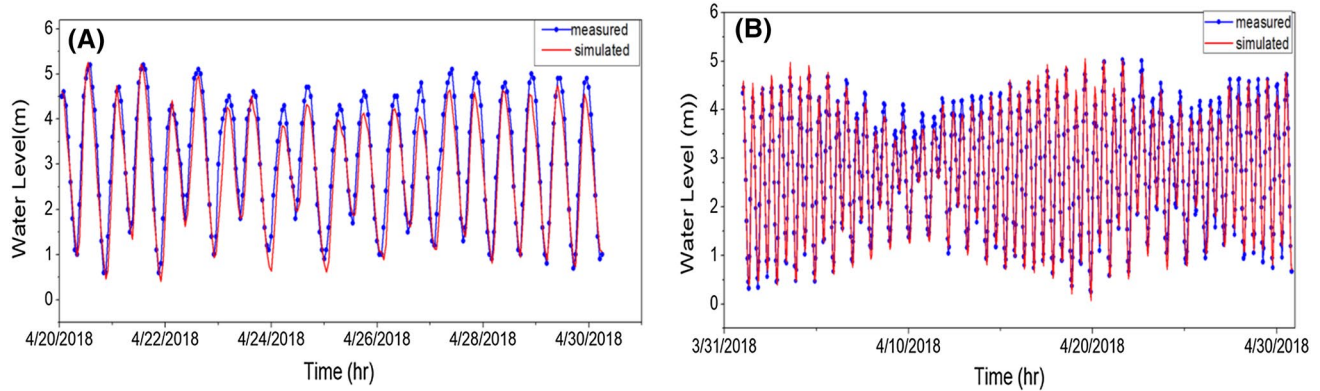 (A)
measured
simulated
6
5
4
3
2
1
0
Water Level(m)
4/20/2018 4/22/2018 4/24/2018 4/26/2018 4/28/2018 4/30/2018
Time (hr)
(B)
measured
simulated
6
5
4
3
2
1
0
Water Level (m))
3/31/2018 4/10/2018 4/20/2018 4/30/2018
Time (hr)